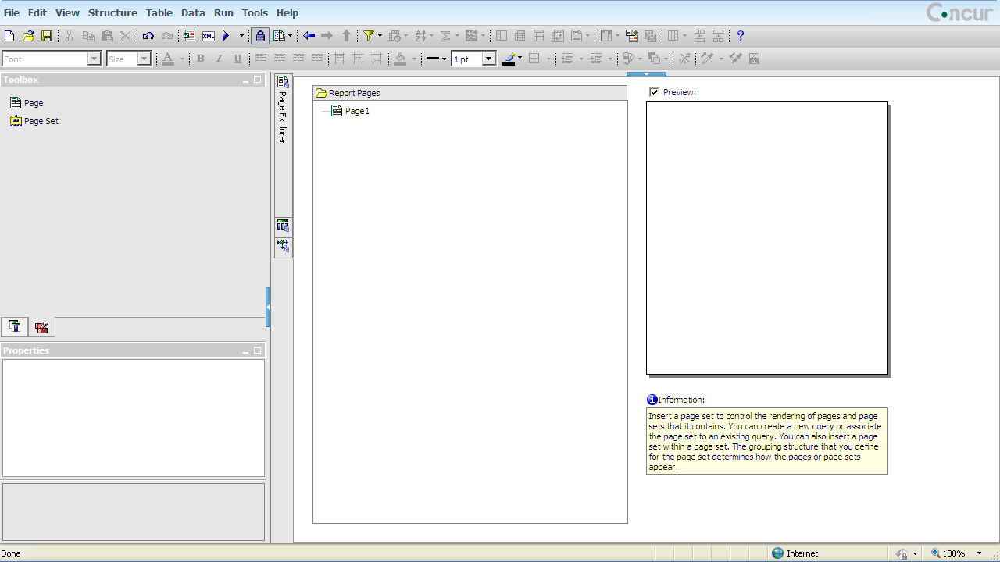 File Edit View Structure Table Data Run Tools Help
Concur
XML
?
Font Size A B I U 1 pt
Toolbox
Page
Page Set
Page Explorer
Report Pages
Page1
Preview:
Properties
Information:
Insert a page set to control the rendering of pages and page
sets that it contains. You can create a new query or associate
the page set to an existing query. You can also insert a page
set within a page set. The grouping structure that you define
for the page set determines how the pages or page sets
appear.
Done Internet 100%